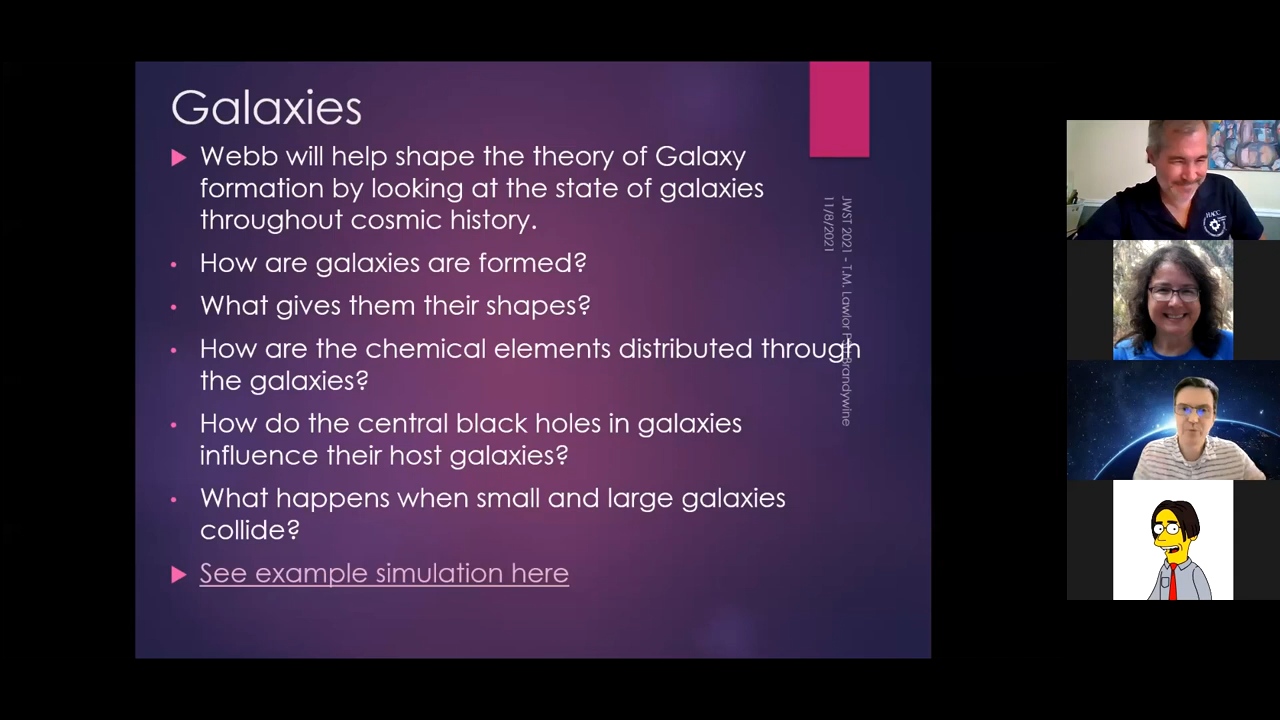 Galaxies
Webb will help shape the theory of Galaxy
formation by looking at the state of galaxies
throughout cosmic history.
How are galaxies are formed?
What gives them their shapes?
How are the chemical elements distributed through
the galaxies?
How do the central black holes in galaxies
influence their host galaxies?
What happens when small and large galaxies
collide?
See example simulation here
JWST 2021 - T.M. Lawlor Brandywine
11/8/2021
HACC